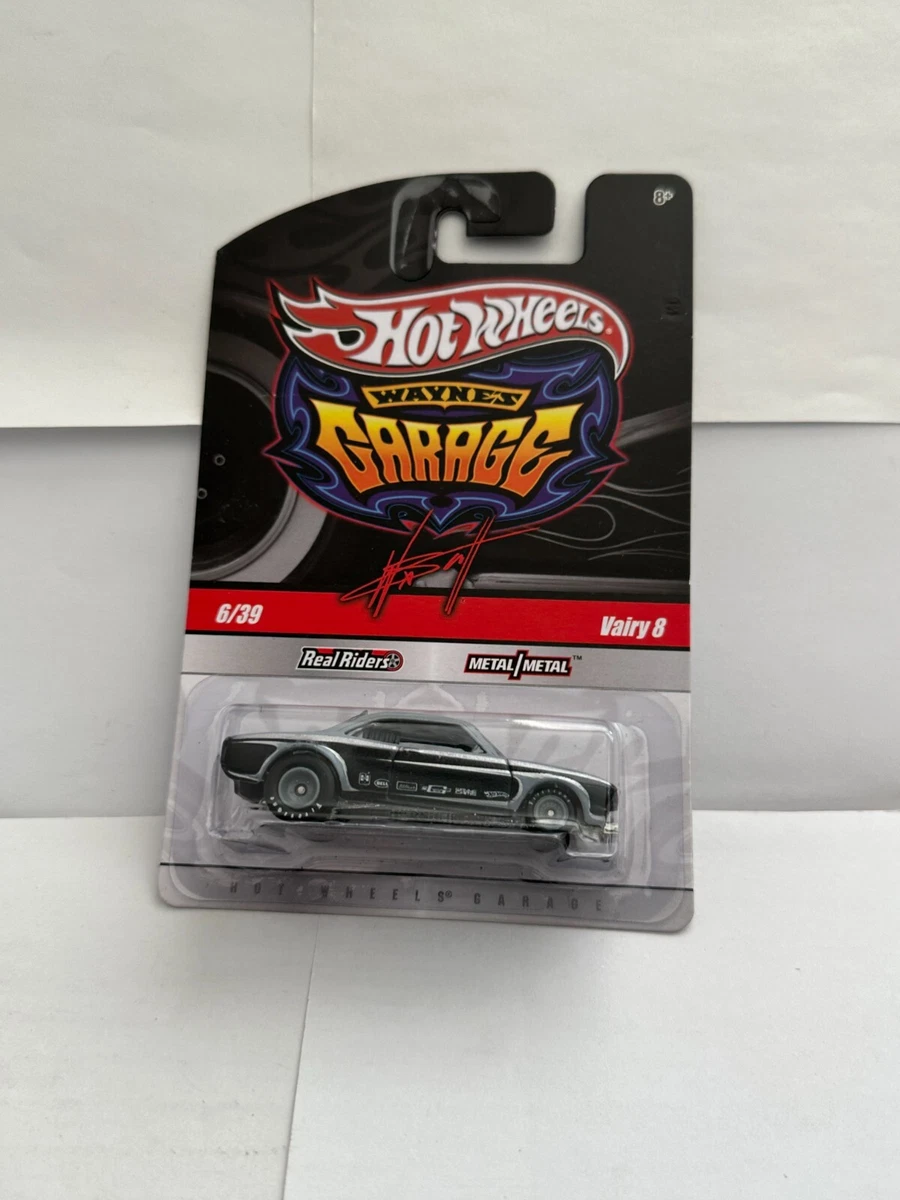 8+
HOT WHEELS®
WAYNE'S
GARAGE
6/39
Vairy 8
Real Riders
METAL/METAL™
HOT WHEELS® GARAGE